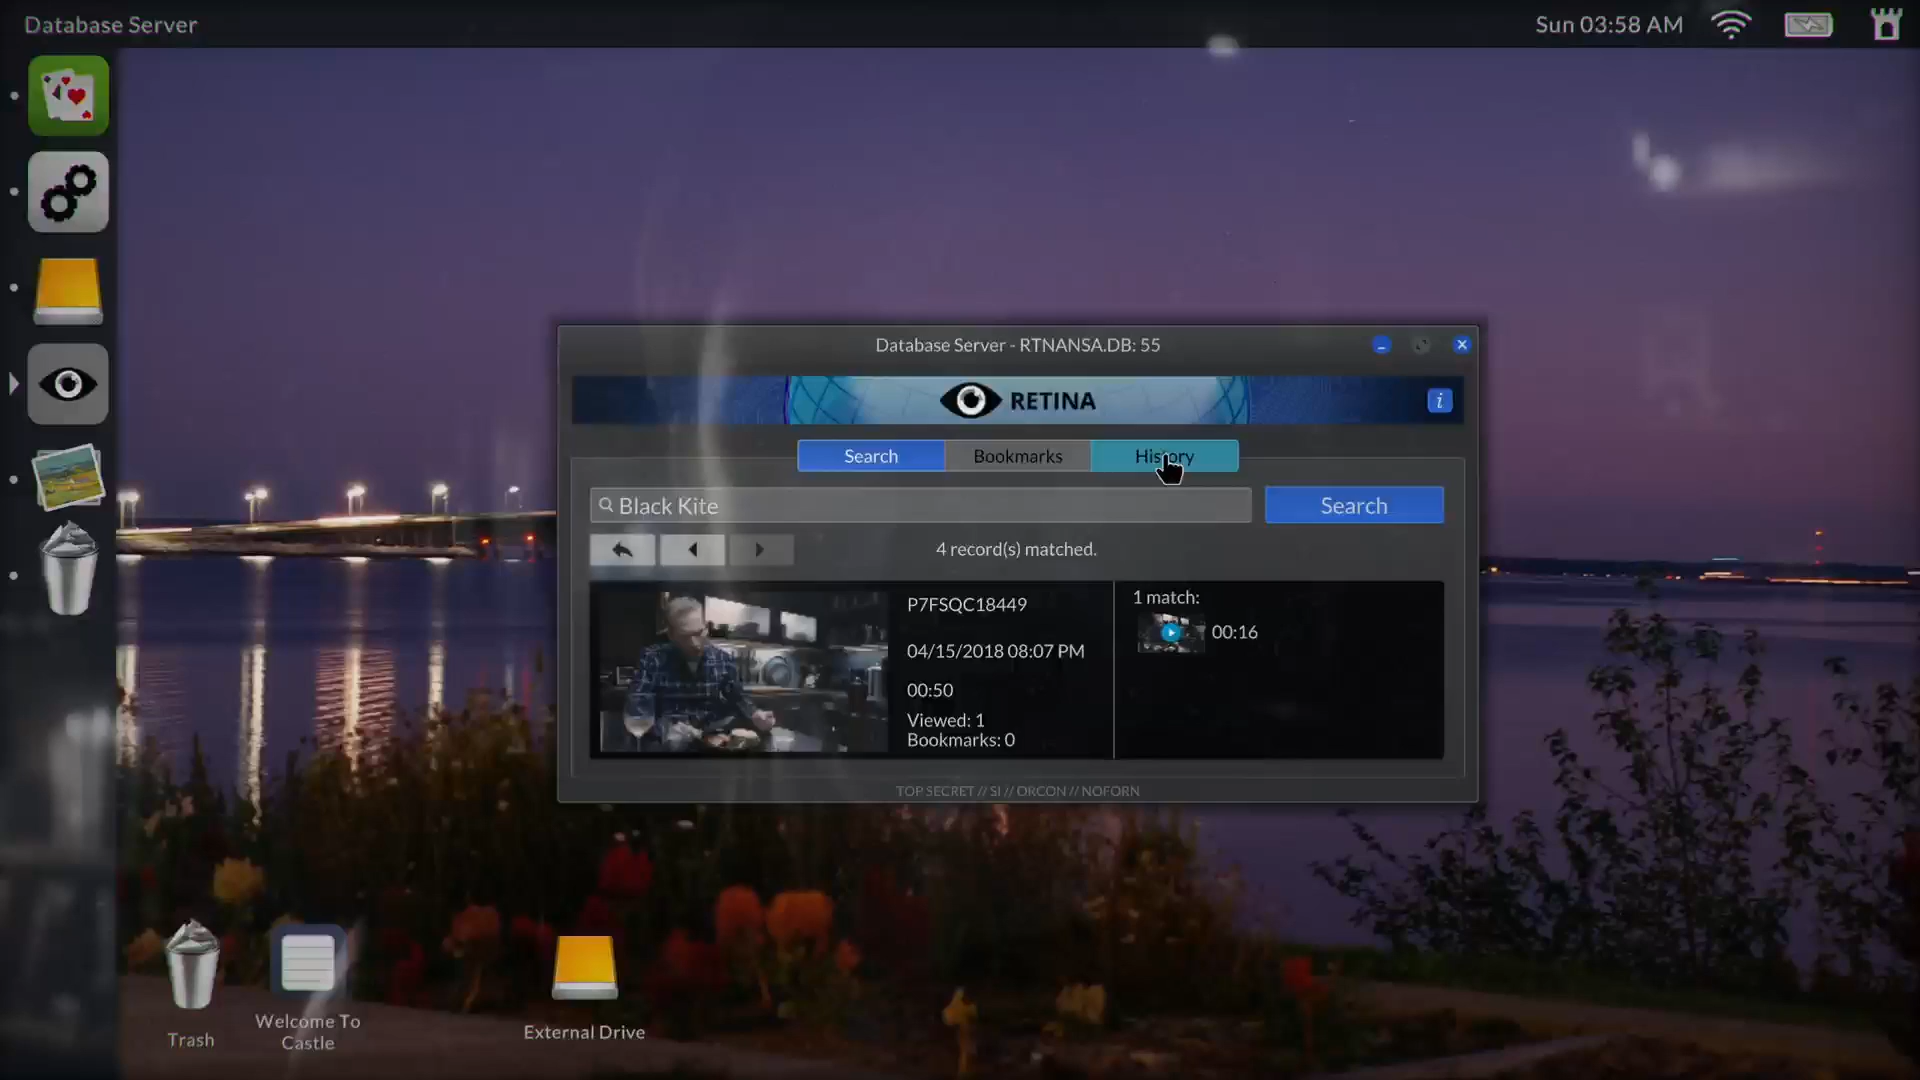 Database Server
Sun 03:58 AM
Database Server - RTNANSA.DB: 55
RETINA
i
Search
Bookmarks
History
Black Kite
Search
4 record(s) matched.
P7FSQC18449
04/15/2018 08:07 PM
00:50
Viewed: 1
Bookmarks: 0
1 match:
00:16
TOP SECRET // SI // ORCON // NOFORN
Trash
Welcome To
Castle
External Drive